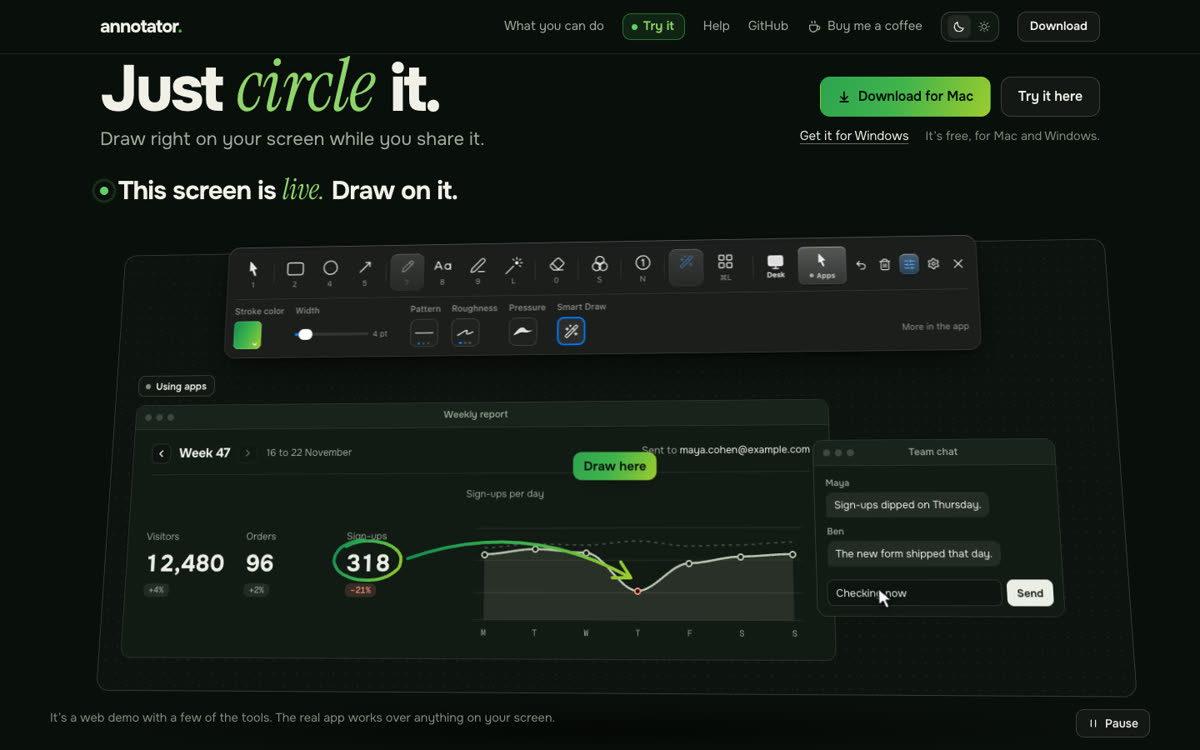 annotator.
What you can do
Try it
Help
GitHub
Buy me a coffee
Download
Just circle it.
Draw right on your screen while you share it.
Download for Mac
Try it here
Get it for Windows
It's free, for Mac and Windows.
This screen is live. Draw on it.
1
2
4
5
7
Aa
8
9
L
0
S
1
N
⌘L
Desk
Apps
Stroke color
Width
4 pt
Pattern
Roughness
Pressure
Smart Draw
More in the app
Using apps
Weekly report
Week 47
16 to 22 November
Sent to maya.cohen@example.com
Draw here
Sign-ups per day
Visitors
12,480
+4%
Orders
96
+2%
Sign-ups
318
-21%
M T W T F S S
Team chat
Maya
Sign-ups dipped on Thursday.
Ben
The new form shipped that day.
Checking now
Send
It's a web demo with a few of the tools. The real app works over anything on your screen.
Pause